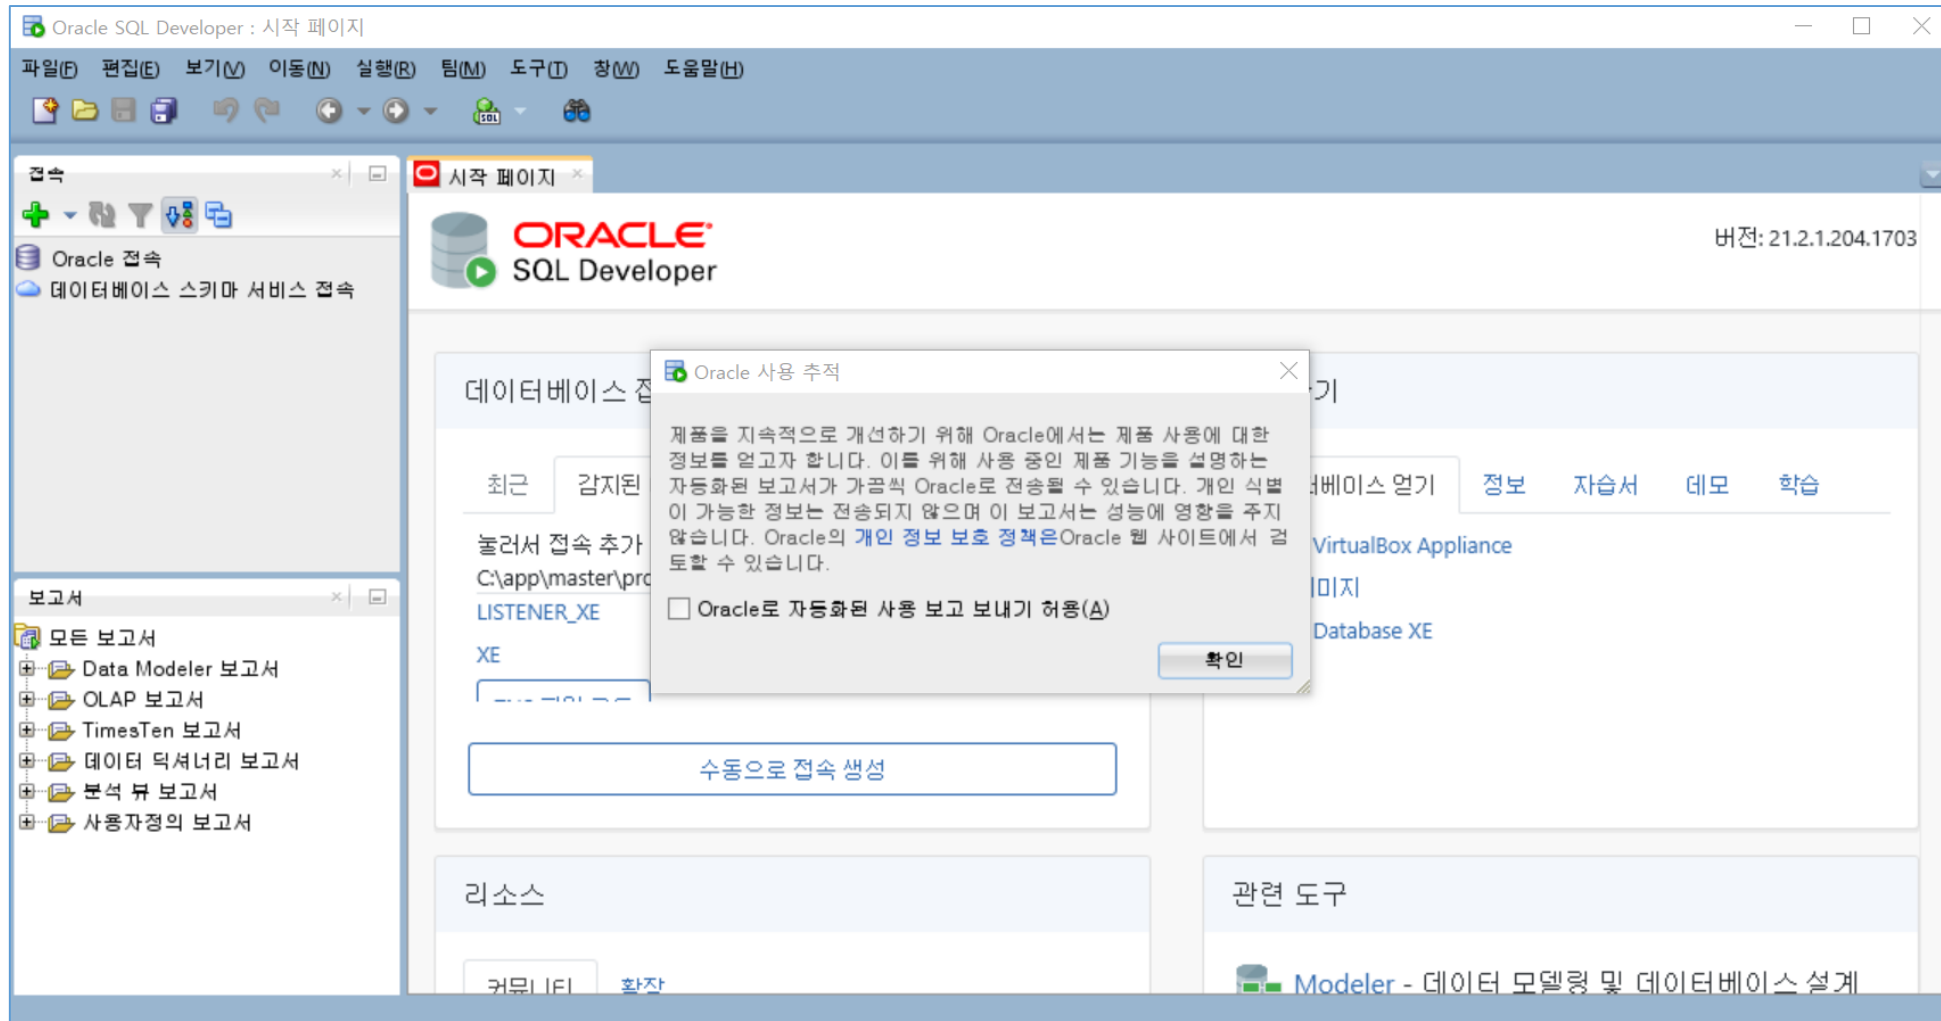 Oracle SQL Developer : 시작 페이지
파일(F) 편집(E) 보기(V) 이동(N) 실행(R) 팀(M) 도구(T) 창(W) 도움말(H)
SQL
접속
시작 페이지
Oracle 접속
데이터베이스 스키마 서비스 접속
ORACLE
SQL Developer
버전: 21.2.1.204.1703
데이터베이스
기
최근
감지된
베이스 얻기
정보
자습서
데모
학습
눌러서 접속 추가
C:\app\master\pro
LISTENER_XE
XE
VirtualBox Appliance
이미지
Database XE
수동으로 접속 생성
Oracle 사용 추적
제품을 지속적으로 개선하기 위해 Oracle에서는 제품 사용에 대한
정보를 얻고자 합니다. 이를 위해 사용 중인 제품 기능을 설명하는
자동화된 보고서가 가끔씩 Oracle로 전송될 수 있습니다. 개인 식별
이 가능한 정보는 전송되지 않으며 이 보고서는 성능에 영향을 주지
않습니다. Oracle의 개인 정보 보호 정책은Oracle 웹 사이트에서 검
토할 수 있습니다.
Oracle로 자동화된 사용 보고 보내기 허용(A)
확인
보고서
모든 보고서
Data Modeler 보고서
OLAP 보고서
TimesTen 보고서
데이터 딕셔너리 보고서
분석 뷰 보고서
사용자정의 보고서
리소스
커뮤니티
확장
관련 도구
Modeler - 데이터 모델링 및 데이터베이스 설계